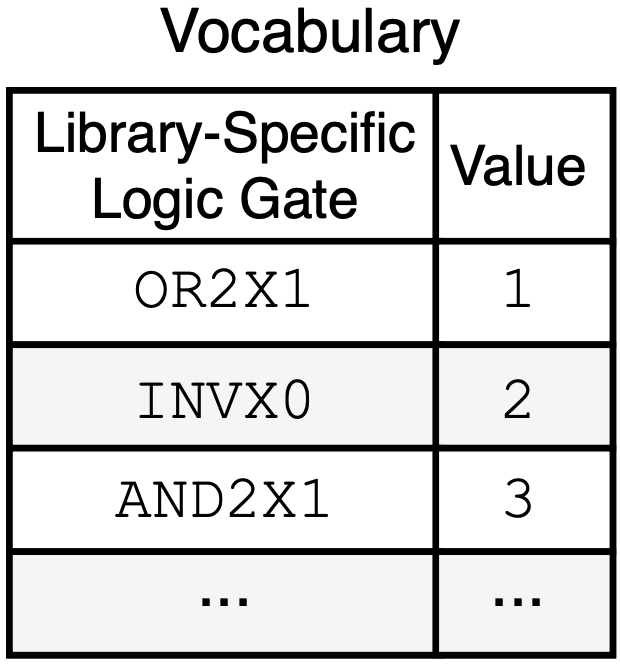 Vocabulary
Library-Specific
Logic Gate
Value
OR2X1 1
INVX0 2
AND2X1 3
... ...